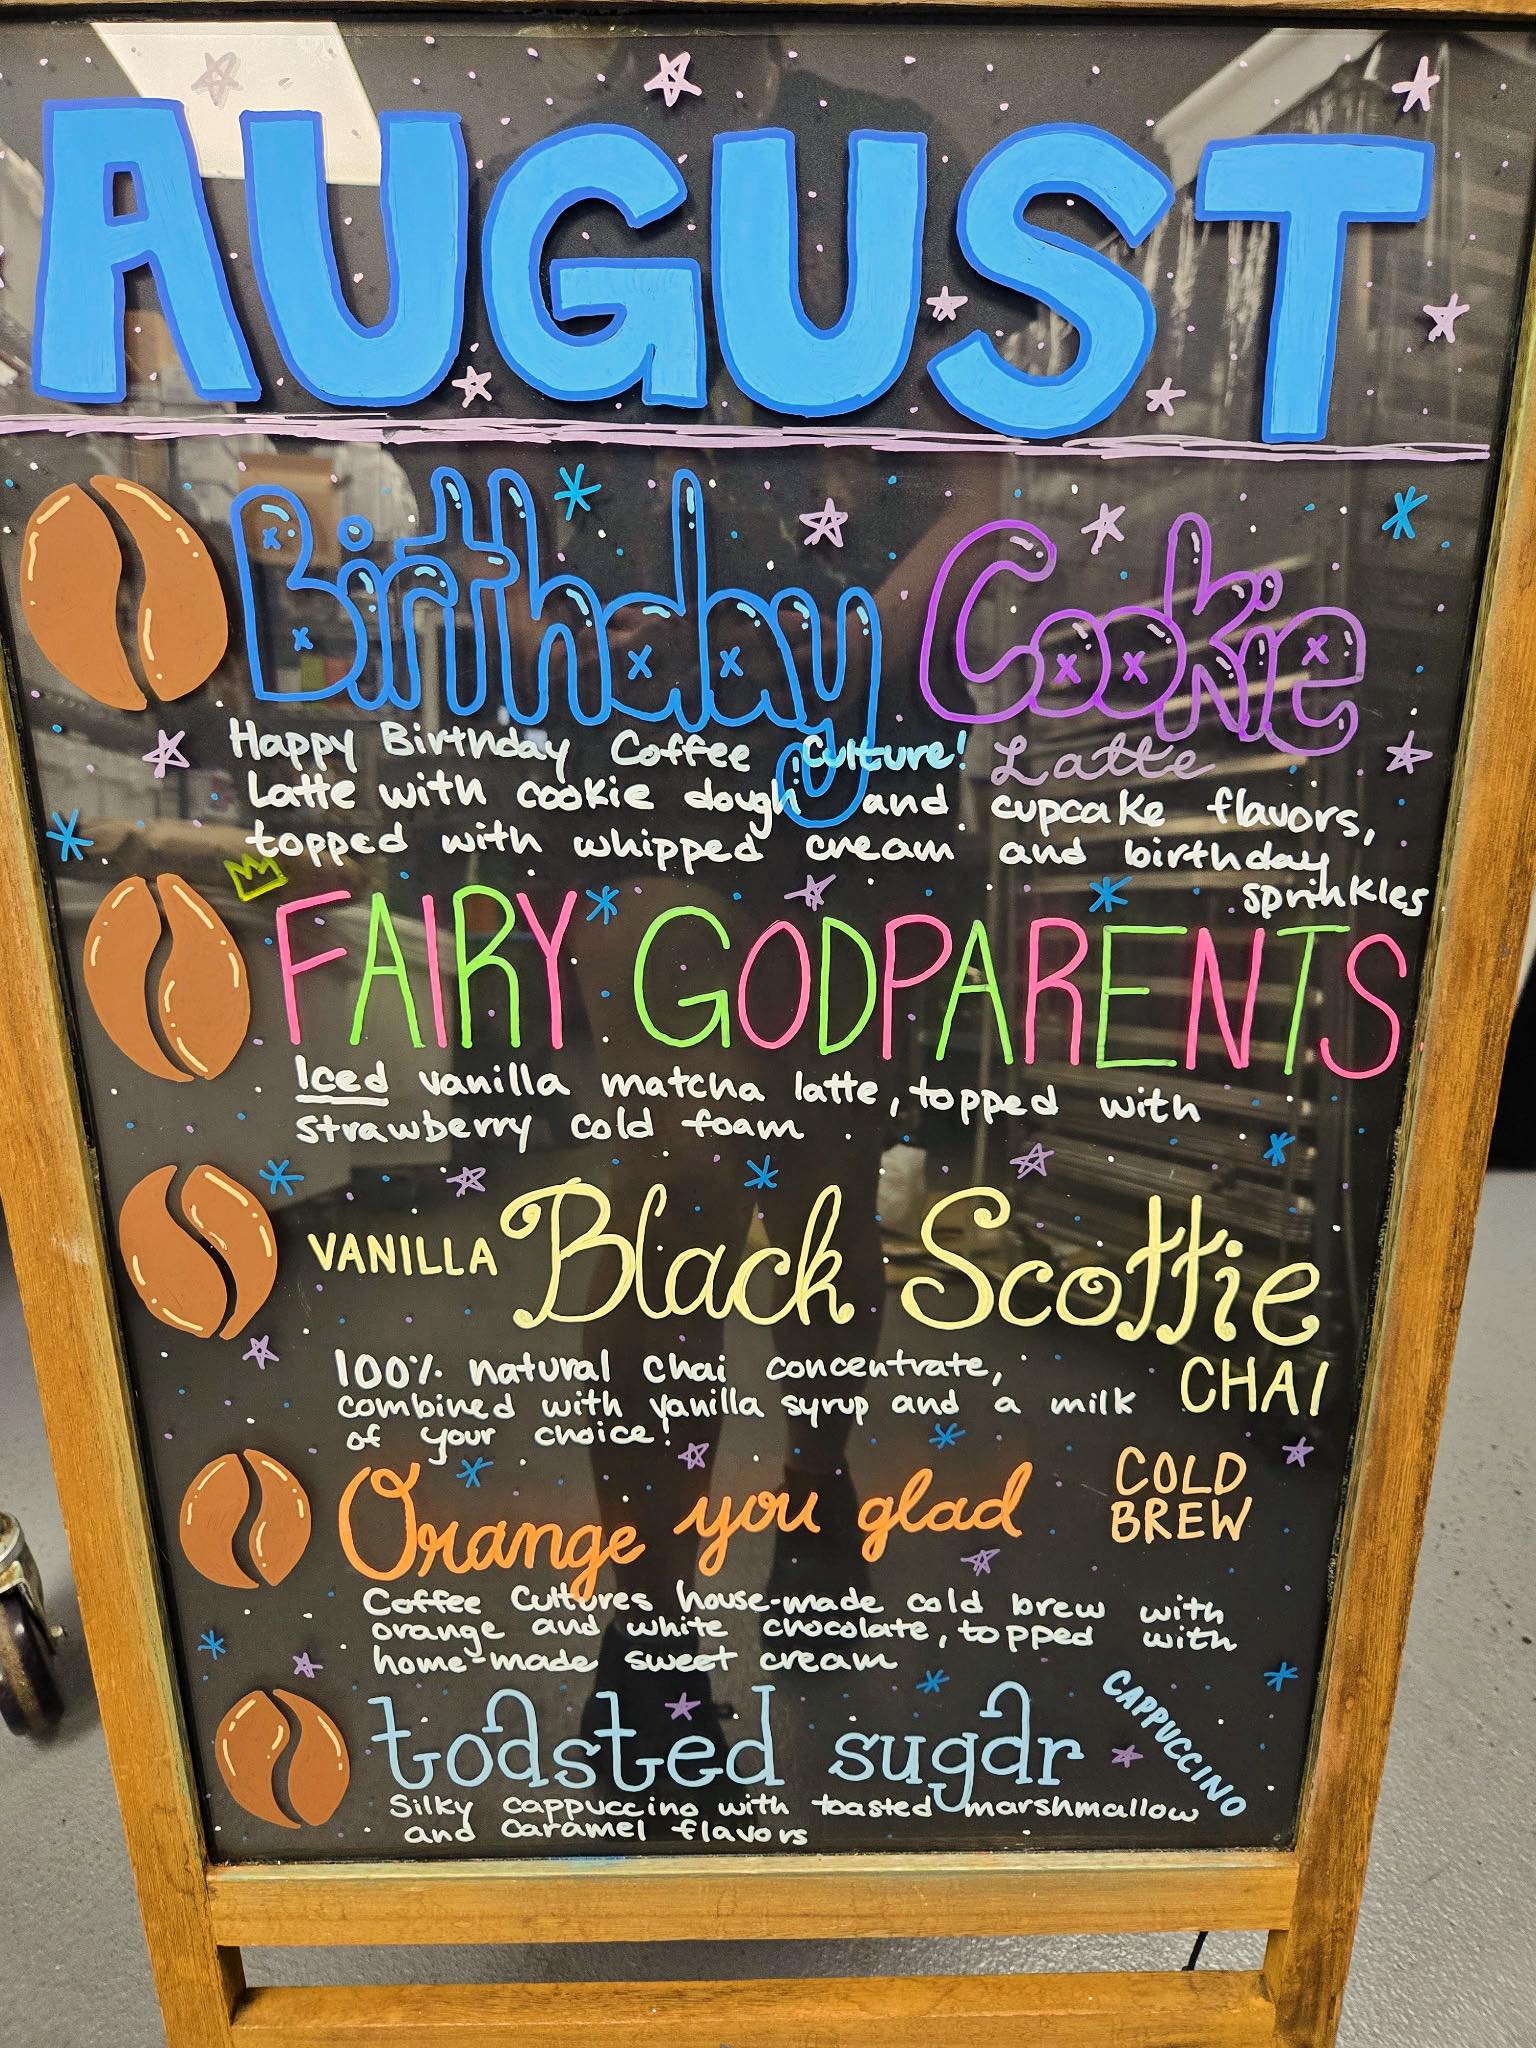 AUGUST
Birthday Cookie
Happy Birthday Coffee Culture! Latte
Latte with cookie dough and cupcake flavors,
topped with whipped cream and birthday
sprinkles
FAIRY GODPARENTS
Iced vanilla matcha latte, topped with
strawberry cold foam
VANILLA Black Scottie
CHAI
100% natural chai concentrate,
combined with vanilla syrup and a milk
of your choice!
Orange you glad
COLD
BREW
Coffee Cultures house-made cold brew with
orange and white chocolate, topped with
home-made sweet cream
toasted sugar
CAPPUCCINO
Silky cappuccino with toasted marshmallow
and caramel flavors